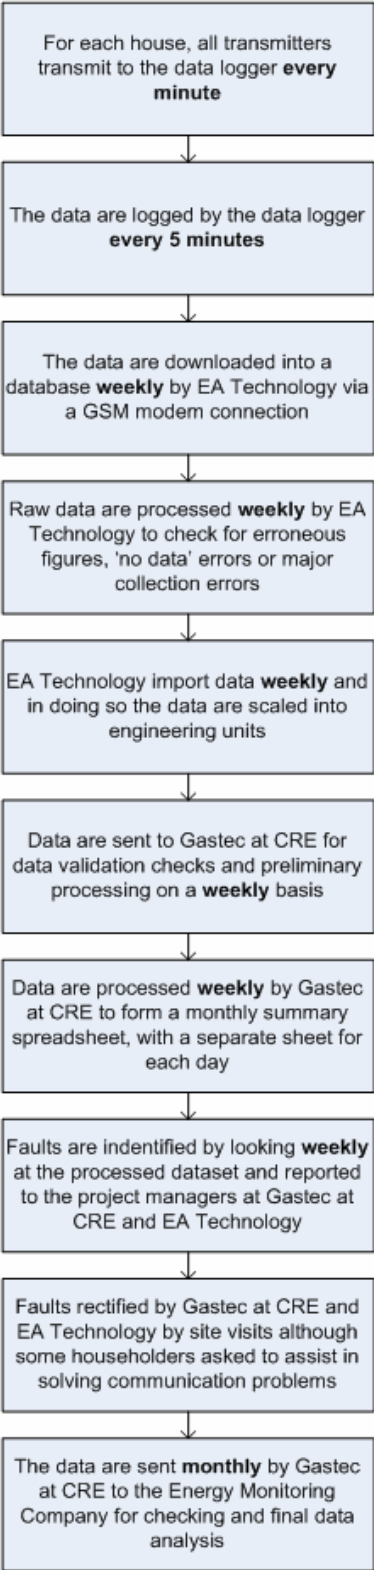 For each house, all transmitters
transmit to the data logger every
minute
The data are logged by the data logger
every 5 minutes
The data are downloaded into a
database weekly by EA Technology via
a GSM modem connection
Raw data are processed weekly by EA
Technology to check for erroneous
figures, ‘no data’ errors or major
collection errors
EA Technology import data weekly and
in doing so the data are scaled into
engineering units
Data are sent to Gastec at CRE for
data validation checks and preliminary
processing on a weekly basis
Data are processed weekly by Gastec
at CRE to form a monthly summary
spreadsheet, with a separate sheet for
each day
Faults are indentified by looking weekly
at the processed dataset and reported
to the project managers at Gastec at
CRE and EA Technology
Faults rectified by Gastec at CRE and
EA Technology by site visits although
some householders asked to assist in
solving communication problems
The data are sent monthly by Gastec
at CRE to the Energy Monitoring
Company for checking and final data
analysis